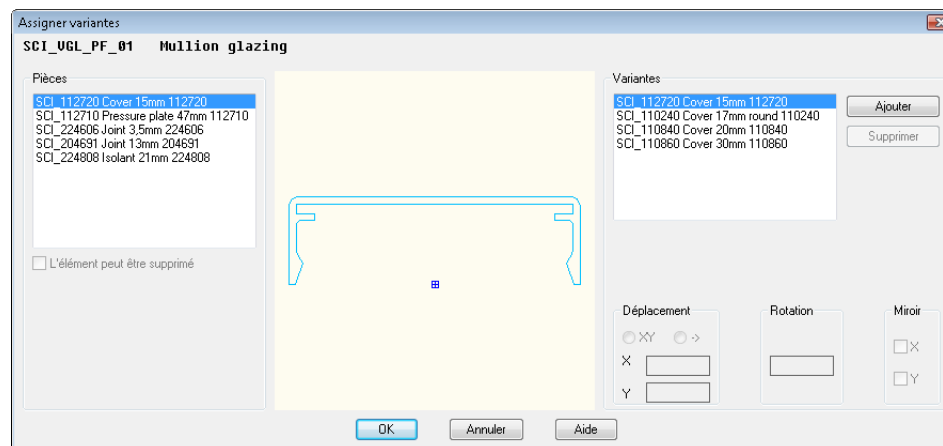 Assigner variantes
SCI_VGL_PF_01 Mullion glazing
Pièces
SCI_112720 Cover 15mm 112720
SCI_112710 Pressure plate 47mm 112710
SCI_224606 Joint 3,5mm 224606
SCI_204691 Joint 13mm 204691
SCI_224808 Isolant 21mm 224808
L'élément peut être supprimé
Variantes
SCI_112720 Cover 15mm 112720
SCI_110240 Cover 17mm round 110240
SCI_110840 Cover 20mm 110840
SCI_110860 Cover 30mm 110860
Ajouter
Supprimer
Déplacement
XY ->
X
Y
Rotation
Miroir
X
Y
OK Annuler Aide